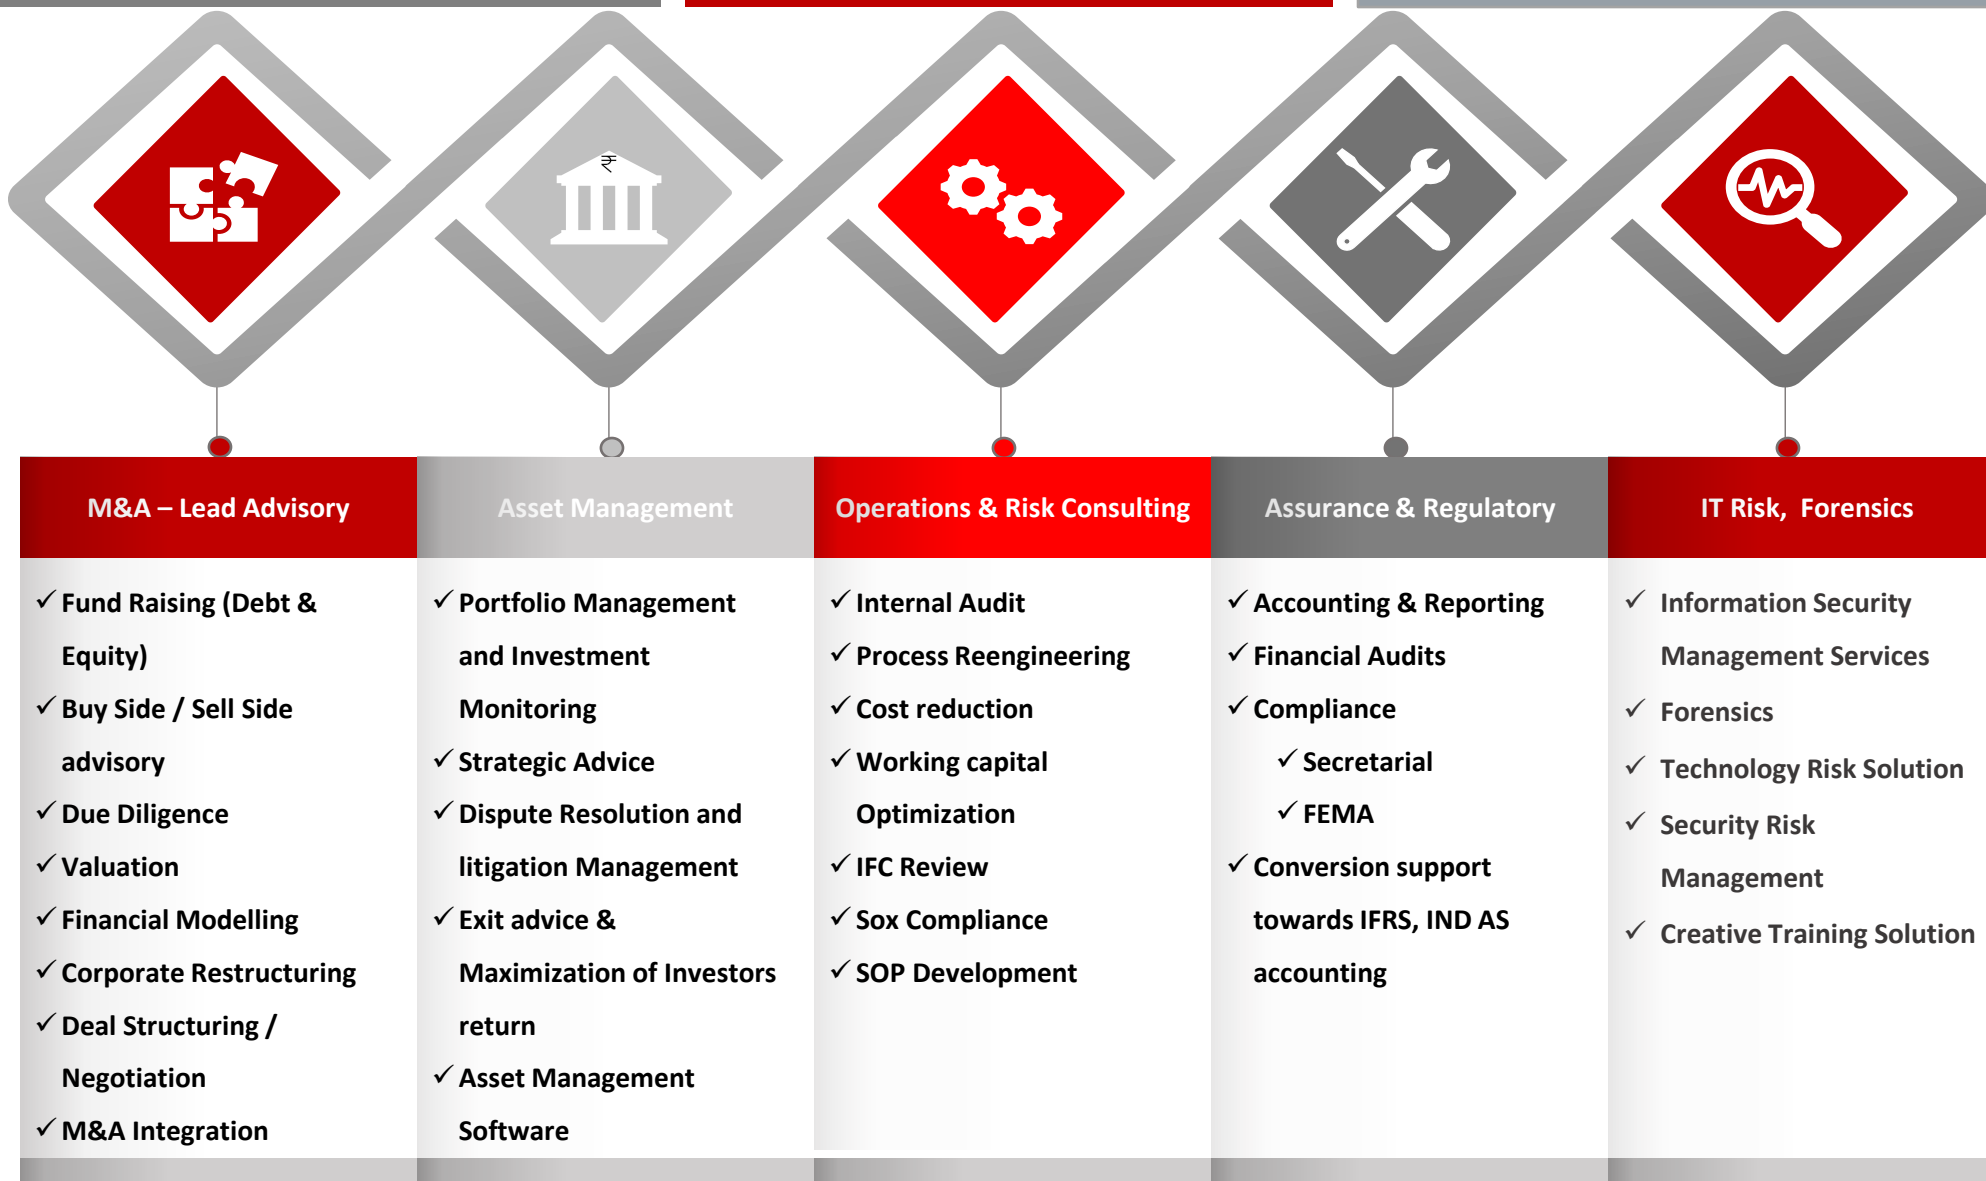 ₹
M&A – Lead Advisory
✓ Fund Raising (Debt &
Equity)
✓ Buy Side / Sell Side
advisory
✓ Due Diligence
✓ Valuation
✓ Financial Modelling
✓ Corporate Restructuring
✓ Deal Structuring /
Negotiation
✓ M&A Integration
Asset Management
✓ Portfolio Management
and Investment
Monitoring
✓ Strategic Advice
✓ Dispute Resolution and
litigation Management
✓ Exit advice &
Maximization of Investors
return
✓ Asset Management
Software
Operations & Risk Consulting
✓ Internal Audit
✓ Process Reengineering
✓ Cost reduction
✓ Working capital
Optimization
✓ IFC Review
✓ Sox Compliance
✓ SOP Development
Assurance & Regulatory
✓ Accounting & Reporting
✓ Financial Audits
✓ Compliance
✓ Secretarial
✓ FEMA
✓ Conversion support
towards IFRS, IND AS
accounting
IT Risk, Forensics
✓ Information Security
Management Services
✓ Forensics
✓ Technology Risk Solution
✓ Security Risk
Management
✓ Creative Training Solution